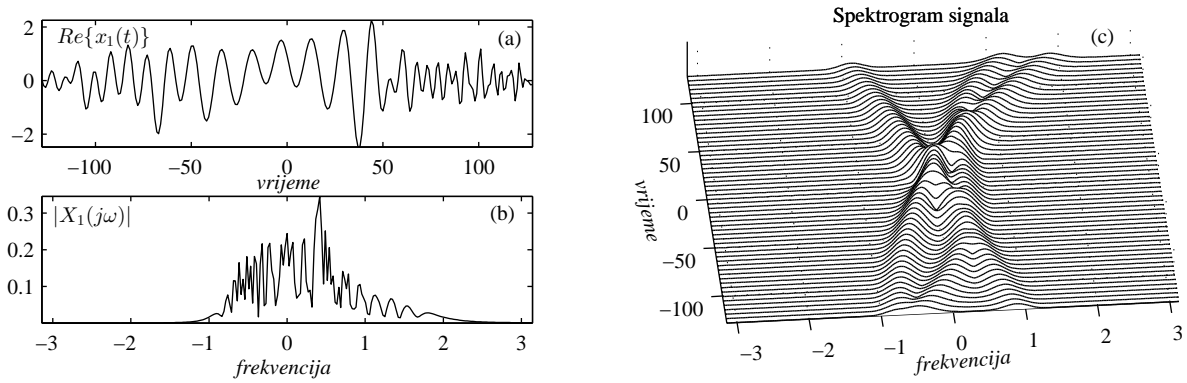 Re{x₁(t)}
(a)
2
0
−2
−100 −50 0 50 100
vrijeme
|X₁(jω)|
(b)
0.3
0.2
0.1
−3 −2 −1 0 1 2 3
frekvencija
Spektrogram signala
(c)
100
50
0
−50
−100
vrijeme
−3 −2 −1 0 1 2 3
frekvencija